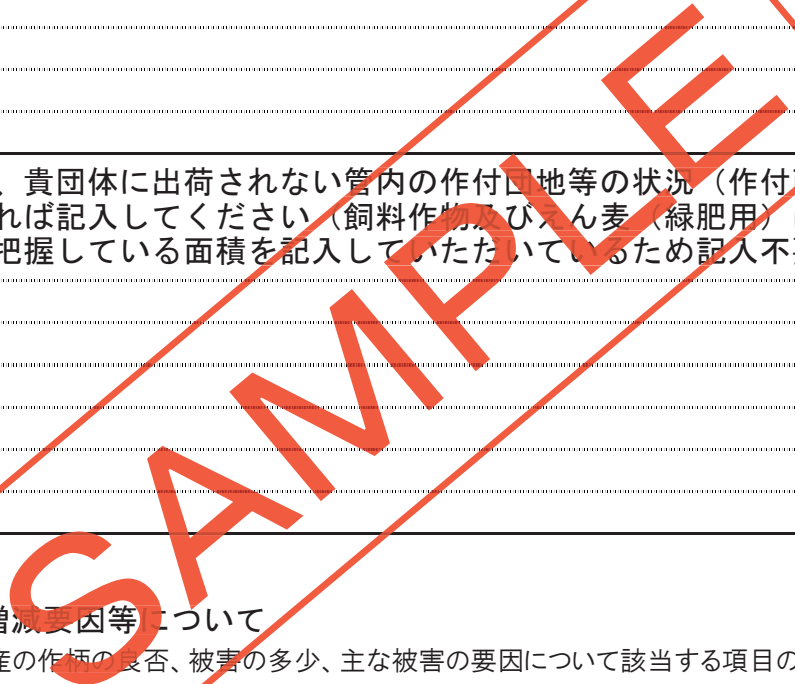 、貴団体に出荷されない管内の作付団地等の状況（作付
れば記入してください（飼料作物及びえん麦（緑肥用）
把握している面積を記入していただいているため記入不
SAMPLE
増減要因等について
産の作柄の良否、被害の多少、主な被害の要因について該当する項目の